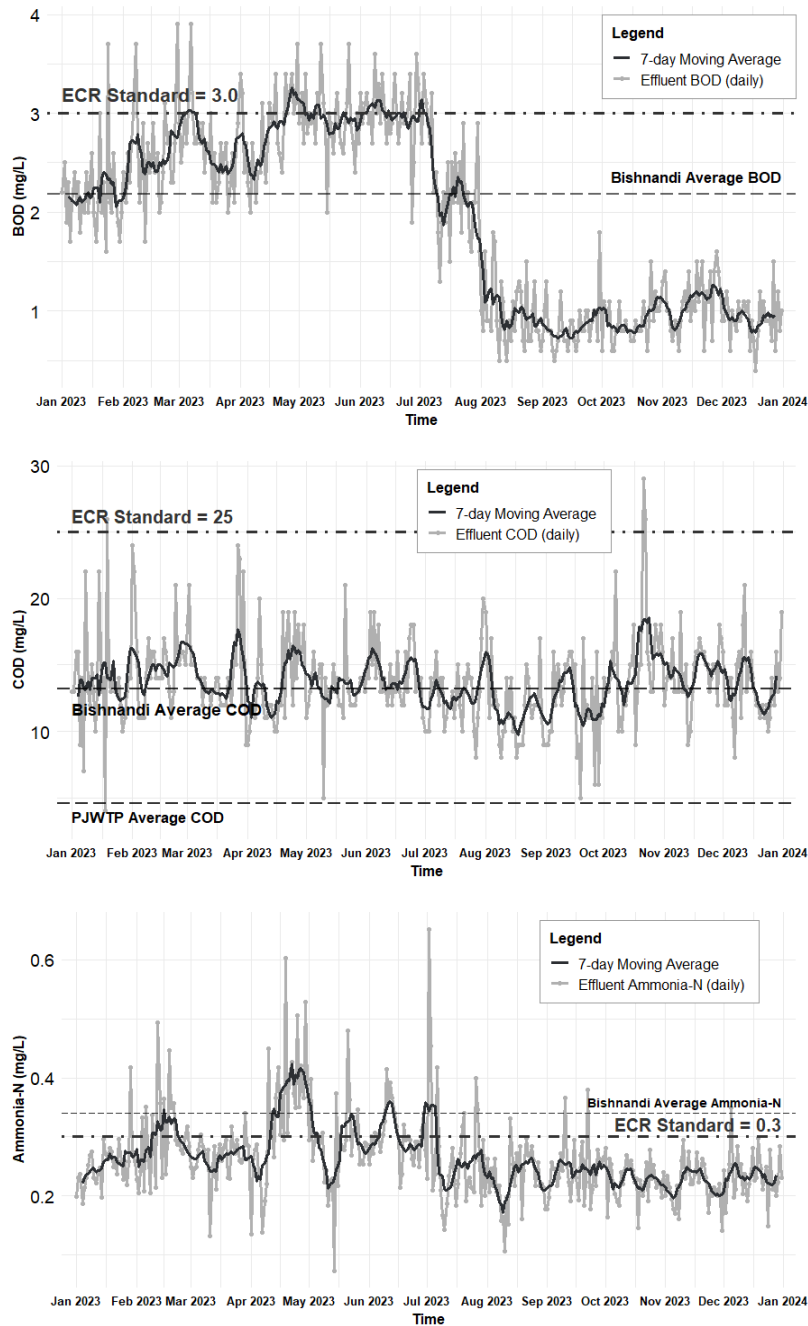 4
3
2
1
BOD (mg/L)
Legend
7-day Moving Average
Effluent BOD (daily)
ECR Standard = 3.0
Bishnandi Average BOD
Jan 2023 Feb 2023 Mar 2023 Apr 2023 May 2023 Jun 2023 Jul 2023 Aug 2023 Sep 2023 Oct 2023 Nov 2023 Dec 2023 Jan 2024
Time
30
20
10
COD (mg/L)
Legend
7-day Moving Average
Effluent COD (daily)
ECR Standard = 25
Bishnandi Average COD
PJWTP Average COD
Jan 2023 Feb 2023 Mar 2023 Apr 2023 May 2023 Jun 2023 Jul 2023 Aug 2023 Sep 2023 Oct 2023 Nov 2023 Dec 2023 Jan 2024
Time
0.6
0.4
0.2
Ammonia-N (mg/L)
Legend
7-day Moving Average
Effluent Ammonia-N (daily)
Bishnandi Average Ammonia-N
ECR Standard = 0.3
Jan 2023 Feb 2023 Mar 2023 Apr 2023 May 2023 Jun 2023 Jul 2023 Aug 2023 Sep 2023 Oct 2023 Nov 2023 Dec 2023 Jan 2024
Time